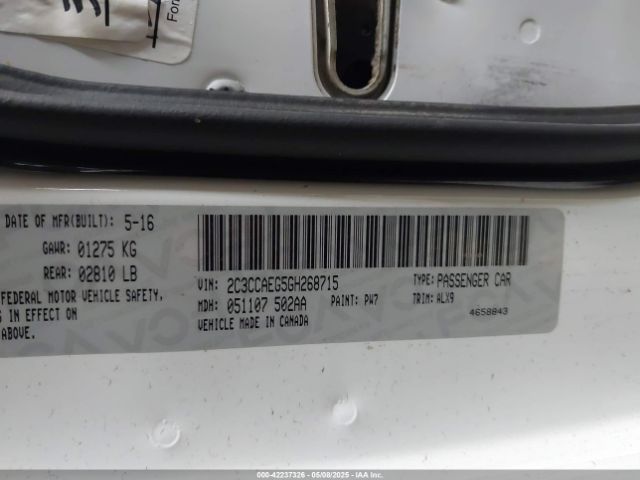 For
DATE OF MFR(BUILT): 5-16
GAWR: 01275 KG
REAR: 02810 LB
FEDERAL MOTOR VEHICLE SAFETY,
IN EFFECT ON
ABOVE.
VIN: 2C3CCAEG5GH268715
TYPE: PASSENGER CAR
MDH: 051107 502AA
PAINT: PW7
TRIM: ALX9
VEHICLE MADE IN CANADA
4658843
000-42237326 - 05/08/2025 - IAA Inc.